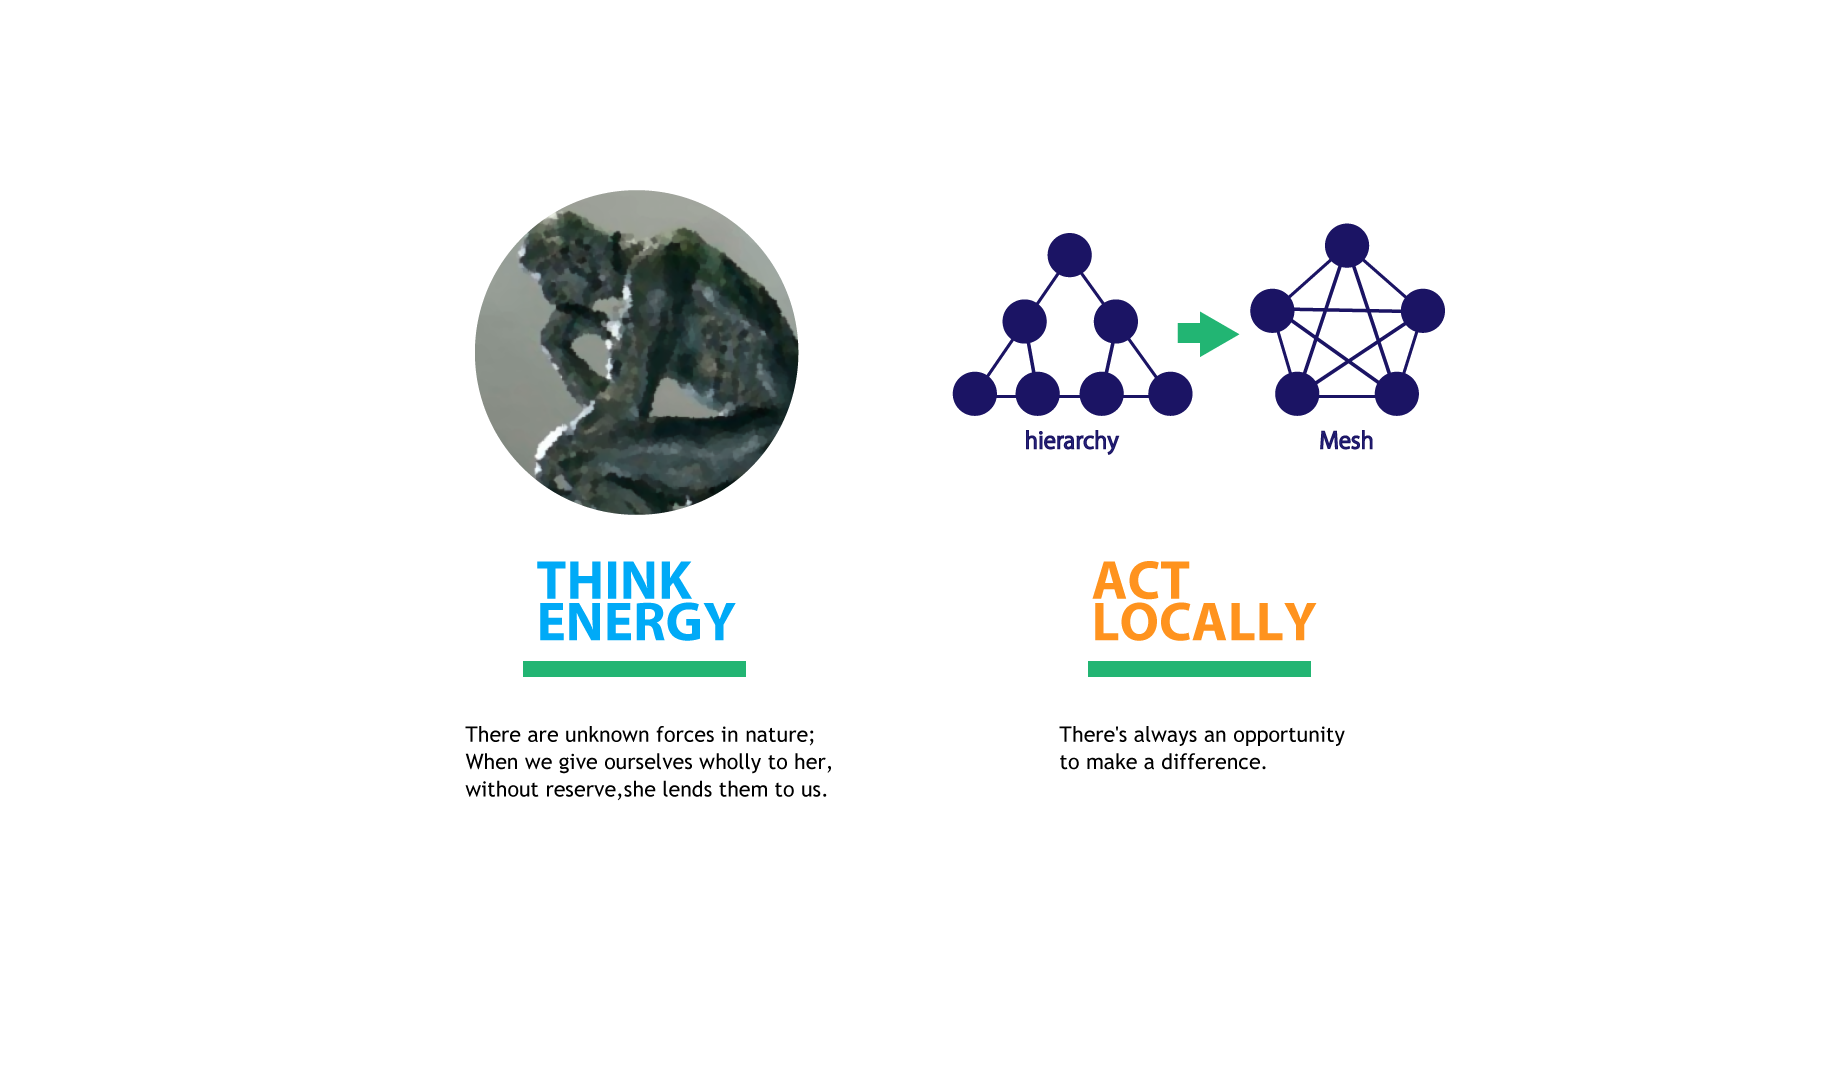 hierarchy
Mesh
THINK
ENERGY
There are unknown forces in nature;
When we give ourselves wholly to her,
without reserve,she lends them to us.
ACT
LOCALLY
There's always an opportunity
to make a difference.